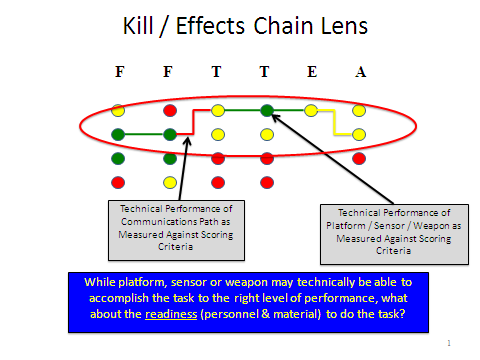 Kill / Effects Chain Lens
F F T T E A
Technical Performance of
Communications Path as
Measured Against Scoring
Criteria
Technical Performance of
Platform / Sensor / Weapon as
Measured Against Scoring
Criteria
While platform, sensor or weapon may technically be able to
accomplish the task to the right level of performance, what
about the readiness (personnel & material) to do the task?
1